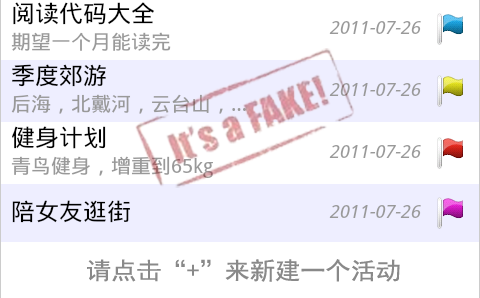 阅读代码大全
2011-07-26
期望一个月能读完
季度郊游
2011-07-26
后海，北戴河，云台山，...
It's a FAKE!
健身计划
2011-07-26
青鸟健身，增重到65kg
陪女友逛街
2011-07-26
请点击“+”来新建一个活动